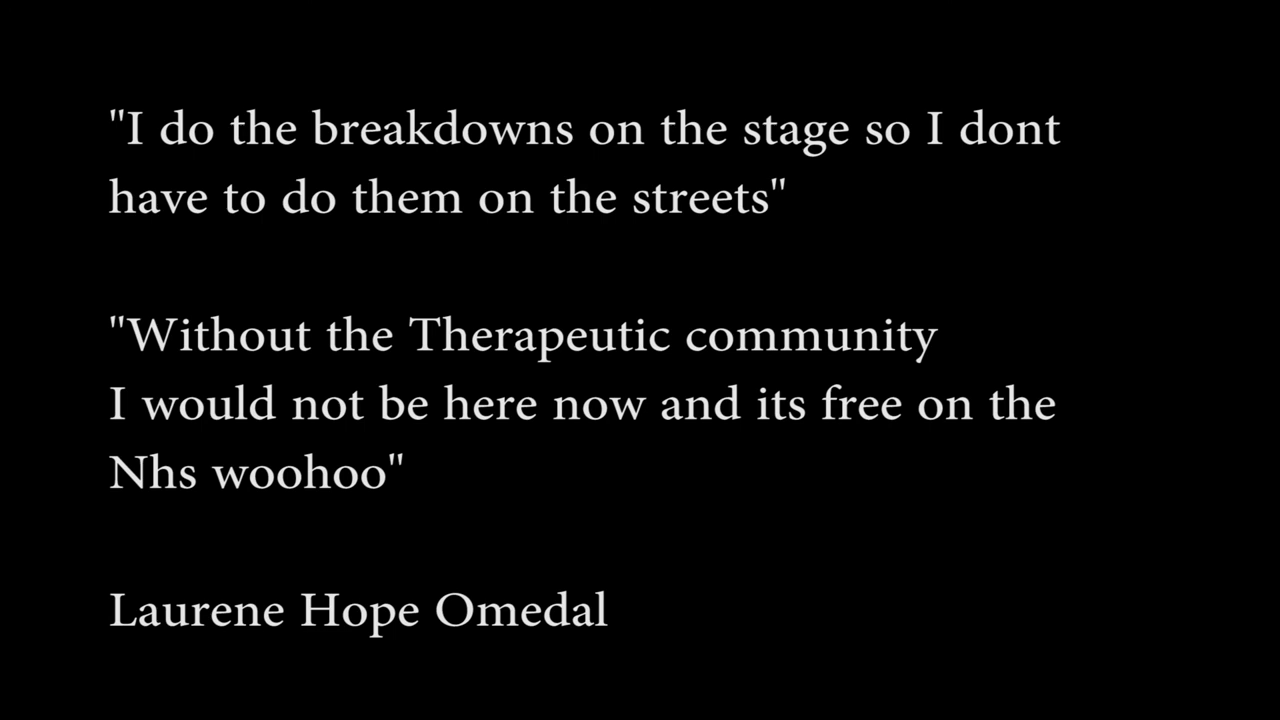 "I do the breakdowns on the stage so I dont
have to do them on the streets"
"Without the Therapeutic community
I would not be here now and its free on the
Nhs woohoo"
Laurene Hope Omedal